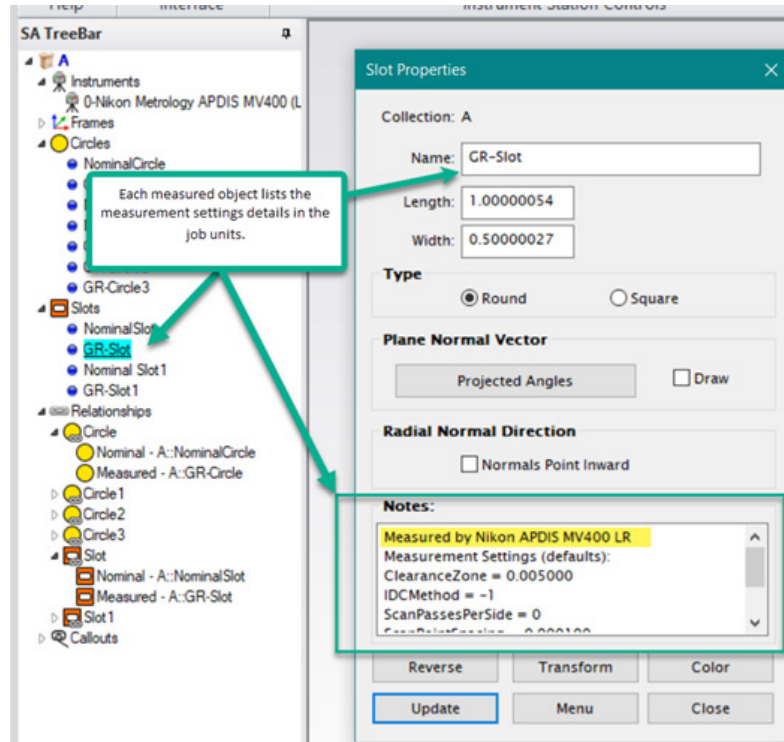 Help
Interface
Instrument Station Controls
SA TreeBar
A
Instruments
0-Nikon Metrology APDIS MV400 (L
Frames
Circles
NominalCircle
GR-Circle3
Slots
NominalSlot
GR-Slot
Nominal Slot1
GR-Slot1
Relationships
Circle
Nominal - A::NominalCircle
Measured - A::GR-Circle
Circle1
Circle2
Circle3
Slot
Nominal - A::NominalSlot
Measured - A::GR-Slot
Slot1
Callouts
Each measured object lists the
measurement settings details in the
job units.
Slot Properties
Collection: A
Name: GR-Slot
Length: 1.00000054
Width: 0.50000027
Type
Round
Square
Plane Normal Vector
Projected Angles
Draw
Radial Normal Direction
Normals Point Inward
Notes:
Measured by Nikon APDIS MV400 LR
Measurement Settings (defaults):
ClearanceZone = 0.005000
IDCMethod = -1
ScanPassesPerSide = 0
ScanPointSpacing = 0.000100
Reverse
Transform
Color
Update
Menu
Close